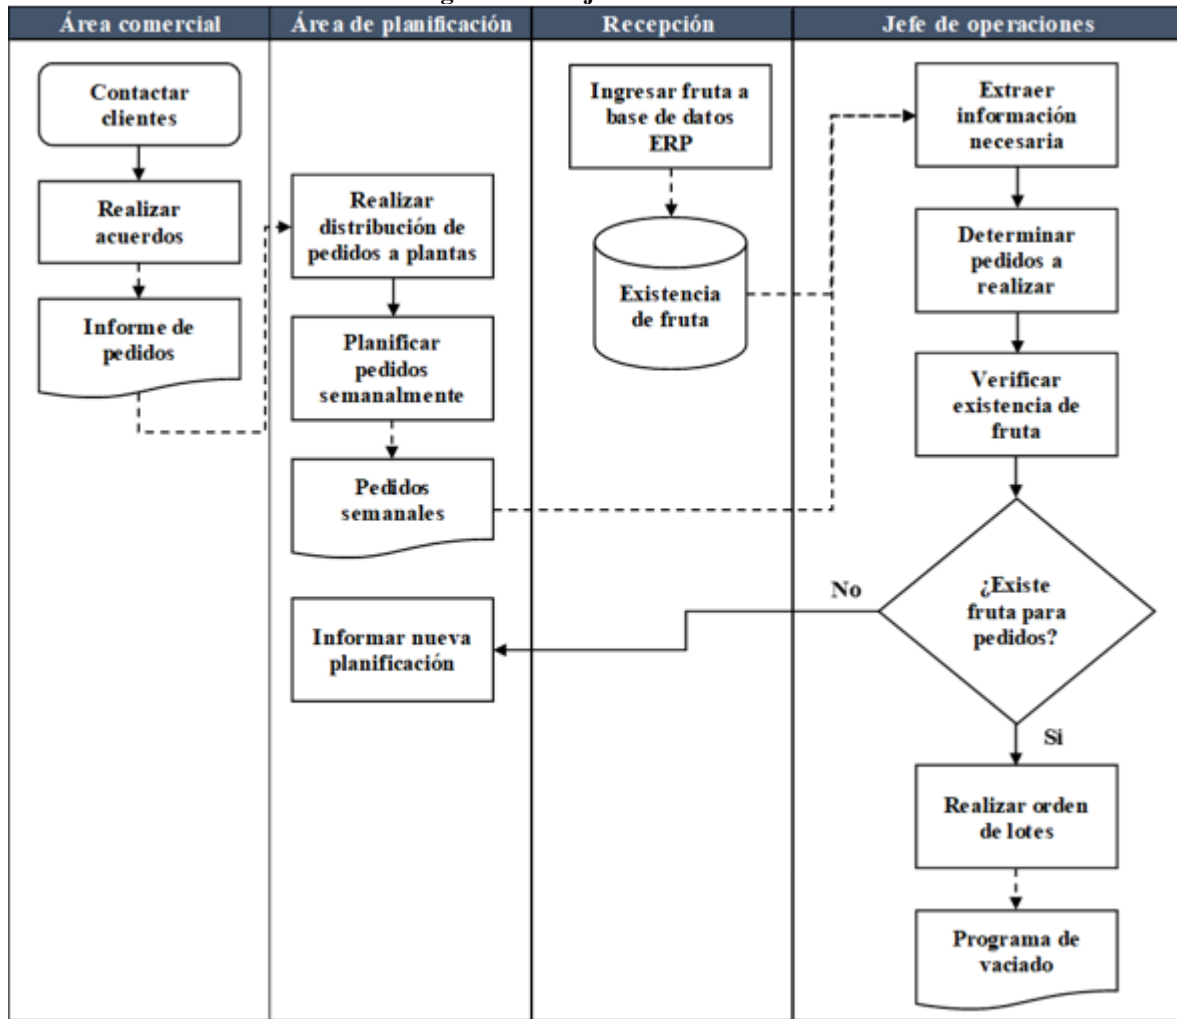 Área comercial
Área de planificación
Recepción
Jefe de operaciones
Contactar
clientes
Realizar
acuerdos
Informe de
pedidos
Realizar
distribución de
pedidos a plantas
Planificar
pedidos
semanalmente
Pedidos
semanales
Informar nueva
planificación
Ingresar fruta a
base de datos
ERP
Existencia
de fruta
Extraer
información
necesaria
Determinar
pedidos a
realizar
Verificar
existencia de
fruta
¿Existe
fruta para
pedidos?
No
Si
Realizar orden
de lotes
Programa de
vaciado